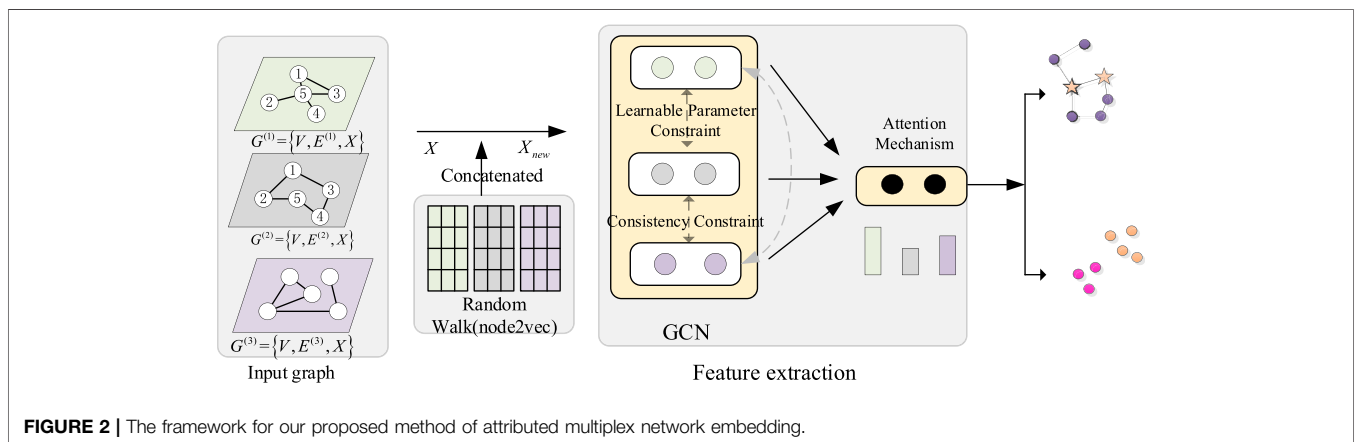 1
5
3
2
4
G⁽¹⁾={V, E⁽¹⁾, X}
1
3
2
5
4
G⁽²⁾={V, E⁽²⁾, X}
G⁽³⁾={V, E⁽³⁾, X}
Input graph
X
X_new
Concatenated
Random
Walk(node2vec)
Learnable Parameter
Constraint
Consistency Constraint
GCN
Attention
Mechanism
Feature extraction
FIGURE 2 | The framework for our proposed method of attributed multiplex network embedding.